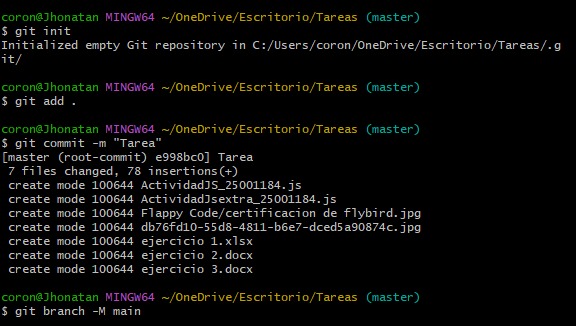 coron@Jhonatan MINGW64 ~/OneDrive/Escritorio/Tareas (master)
$ git init
Initialized empty Git repository in C:/Users/coron/OneDrive/Escritorio/Tareas/.g
it/
coron@Jhonatan MINGW64 ~/OneDrive/Escritorio/Tareas (master)
$ git add .
coron@Jhonatan MINGW64 ~/OneDrive/Escritorio/Tareas (master)
$ git commit -m "Tarea"
[master (root-commit) e998bc0] Tarea
 7 files changed, 78 insertions(+)
 create mode 100644 ActividadJS_25001184.js
 create mode 100644 ActividadJsextra_25001184.js
 create mode 100644 Flappy Code/certificacion de flybird.jpg
 create mode 100644 db76fd10-55d8-4811-b6e7-dced5a90874c.jpg
 create mode 100644 ejercicio 1.xlsx
 create mode 100644 ejercicio 2.docx
 create mode 100644 ejercicio 3.docx
coron@Jhonatan MINGW64 ~/OneDrive/Escritorio/Tareas (master)
$ git branch -M main